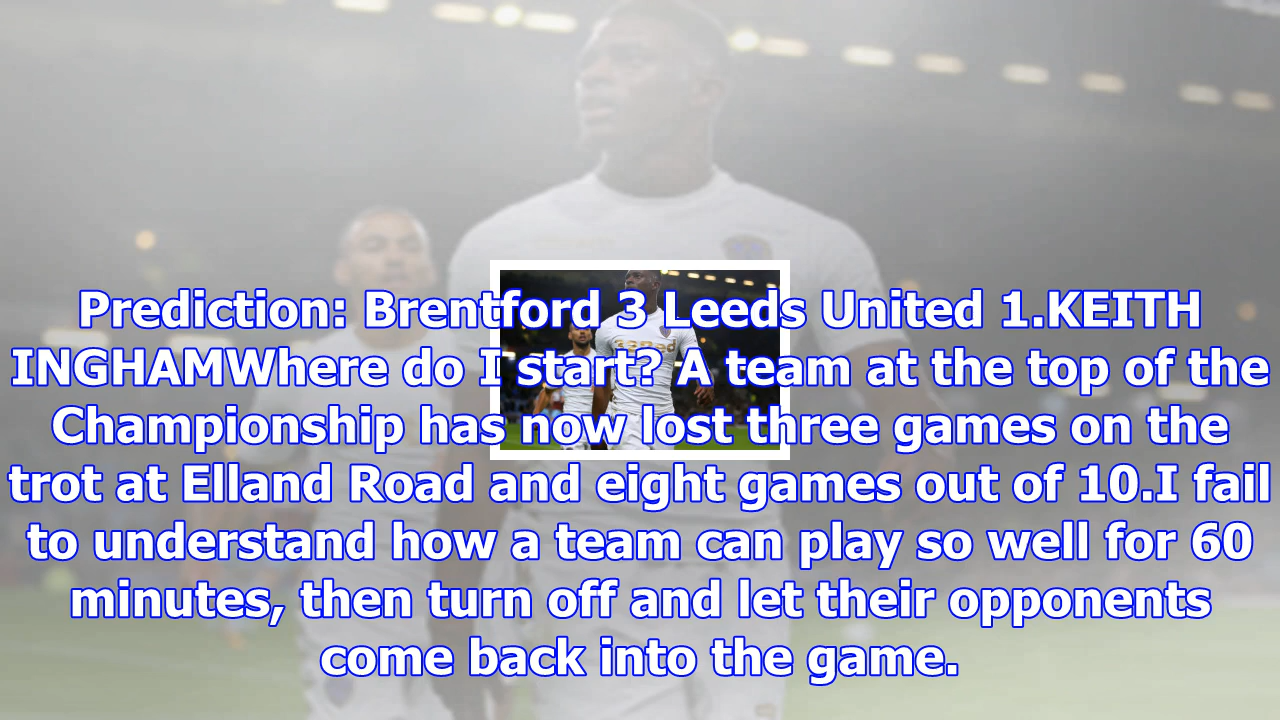 Prediction: Brentford 3 Leeds United 1.KEITH
INGHAMWhere do I start? A team at the top of the
Championship has now lost three games on the
trot at Elland Road and eight games out of 10.I fail
to understand how a team can play so well for 60
minutes, then turn off and let their opponents
come back into the game.